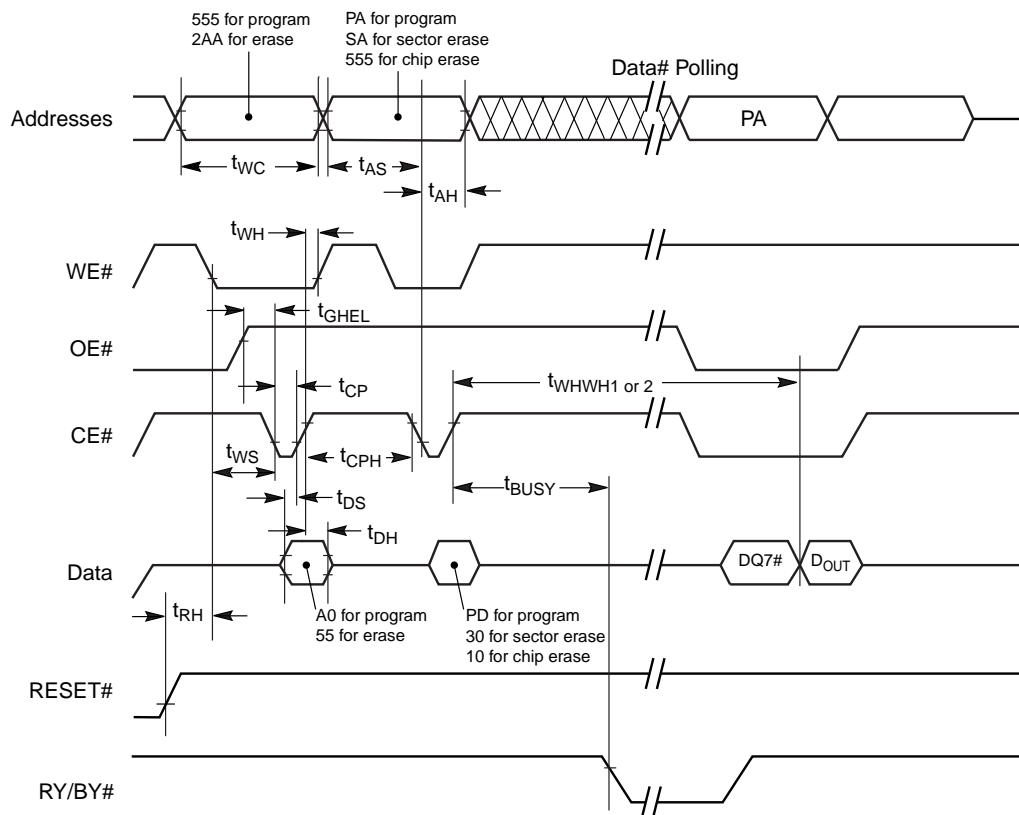 555 for program
2AA for erase
PA for program
SA for sector erase
555 for chip erase
Data# Polling
Addresses
PA
tWC
tAS
tAH
tWH
WE#
tGHEL
OE#
tCP
tWHWH1 or 2
CE#
tWS
tCPH
tBUSY
tDS
tDH
Data
DQ7#
DOUT
tRH
A0 for program
55 for erase
PD for program
30 for sector erase
10 for chip erase
RESET#
RY/BY#